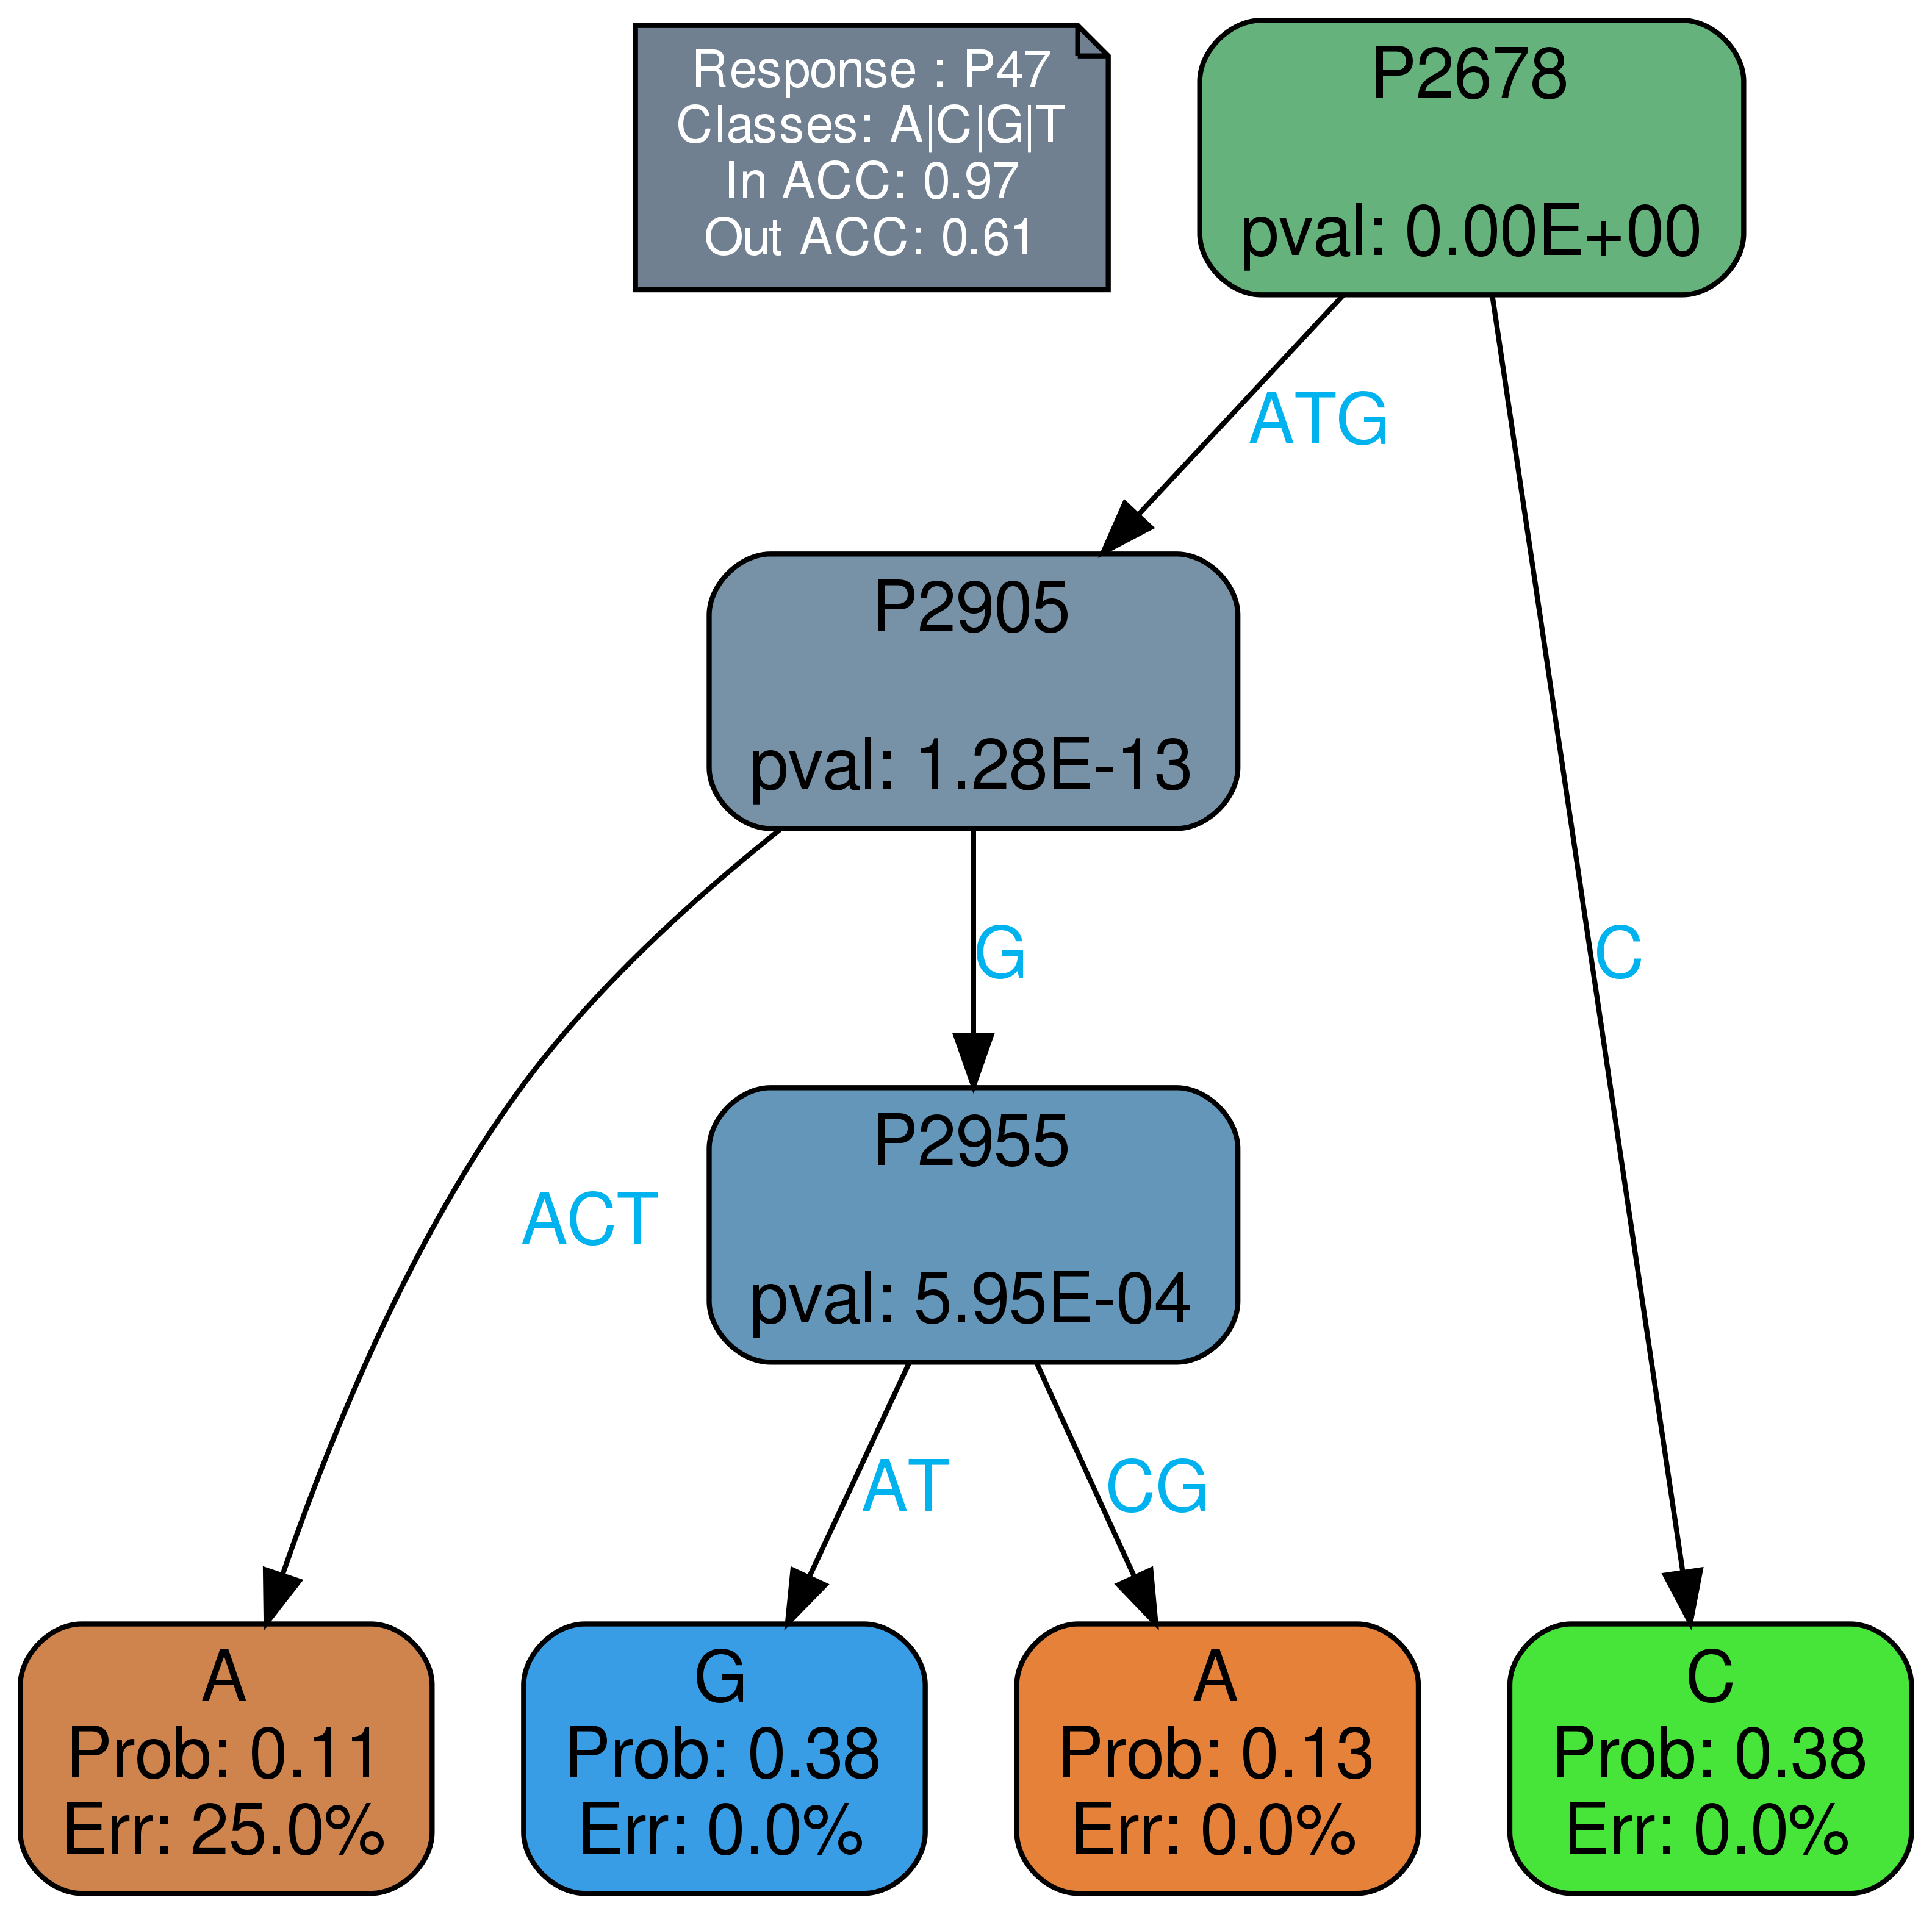 Response : P47
Classes: A|C|G|T
In ACC: 0.97
Out ACC: 0.61
P2678
pval: 0.00E+00
ATG
P2905
pval: 1.28E-13
G
C
ACT
P2955
pval: 5.95E-04
AT
CG
A
Prob: 0.11
Err: 25.0%
G
Prob: 0.38
Err: 0.0%
A
Prob: 0.13
Err: 0.0%
C
Prob: 0.38
Err: 0.0%